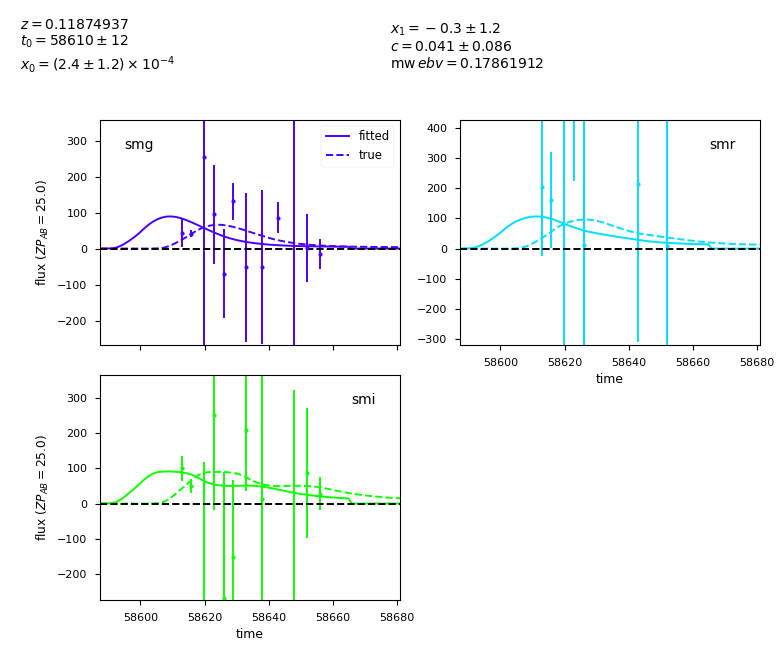 z = 0.11874937
t₀ = 58610 ± 12
x₀ = (2.4 ± 1.2) × 10⁻⁴
x₁ = −0.3 ± 1.2
c = 0.041 ± 0.086
mw ebv = 0.17861912
smg
fitted
true
300
200
100
0
−100
−200
flux (ZP_AB = 25.0)
smr
400
300
200
100
0
−100
−200
−300
58600
58620
58640
58660
58680
time
smi
300
200
100
0
−100
−200
flux (ZP_AB = 25.0)
58600
58620
58640
58660
58680
time